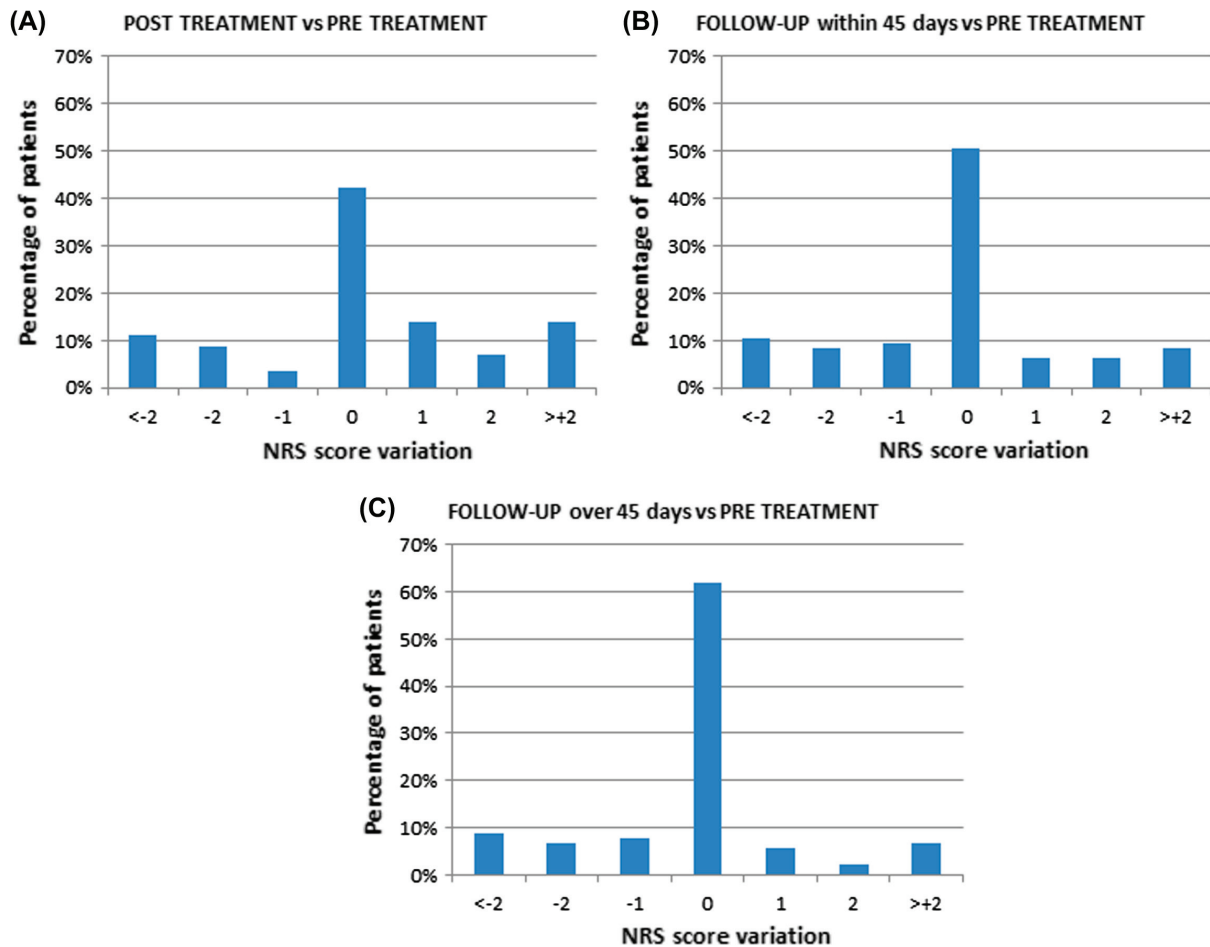 (A) POST TREATMENT vs PRE TREATMENT
70%
60%
50%
40%
30%
20%
10%
0%
Percentage of patients
<-2 -2 -1 0 1 2 >+2
NRS score variation
(B) FOLLOW-UP within 45 days vs PRE TREATMENT
70%
60%
50%
40%
30%
20%
10%
0%
Percentage of patients
<-2 -2 -1 0 1 2 >+2
NRS score variation
(C) FOLLOW-UP over 45 days vs PRE TREATMENT
70%
60%
50%
40%
30%
20%
10%
0%
Percentage of patients
<-2 -2 -1 0 1 2 >+2
NRS score variation